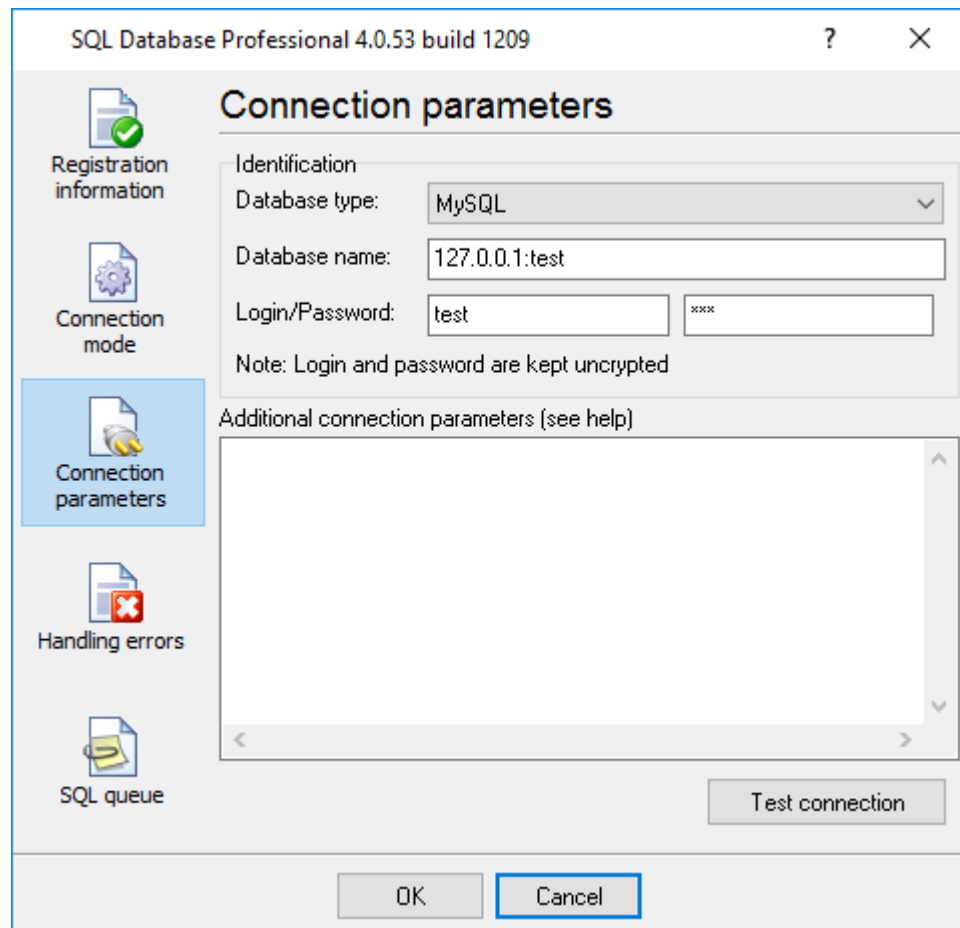 SQL Database Professional 4.0.53 build 1209
?
Registration
information
Connection
mode
Connection
parameters
Handling errors
SQL queue
Connection parameters
Identification
Database type:
MySQL
Database name:
127.0.0.1:test
Login/Password:
test
***
Note: Login and password are kept uncrypted
Additional connection parameters (see help)
Test connection
OK
Cancel